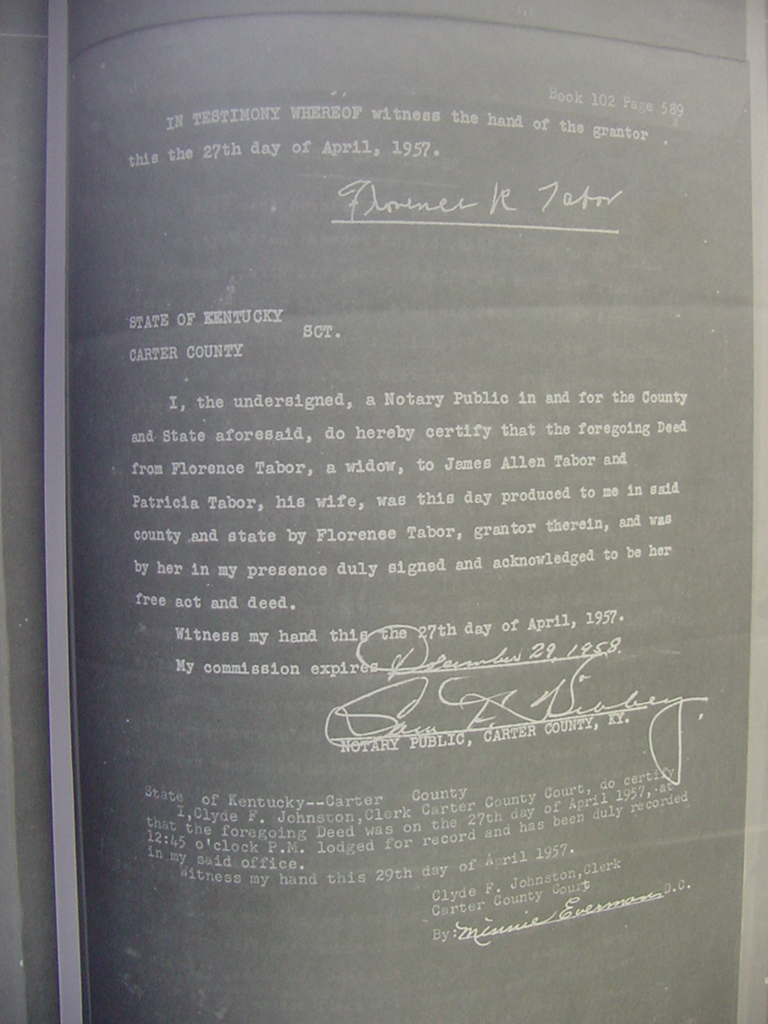 Book 102 Page 589
IN TESTIMONY WHEREOF witness the hand of the grantor
this the 27th day of April, 1957.
Florence K Tabor
STATE OF KENTUCKY
SCT.
CARTER COUNTY
I, the undersigned, a Notary Public in and for the County
and State aforesaid, do hereby certify that the foregoing Deed
from Florence Tabor, a widow, to James Allen Tabor and
Patricia Tabor, his wife, was this day produced to me in said
county and state by Florence Tabor, grantor therein, and was
by her in my presence duly signed and acknowledged to be her
free act and deed.
Witness my hand this the 27th day of April, 1957.
My commission expires December 29, 1958.
NOTARY PUBLIC, CARTER COUNTY, KY.
State of Kentucky--Carter County
I,Clyde F. Johnston,Clerk Carter County Court, do certify
that the foregoing Deed was on the 27th day of April 1957, at
12:45 o'clock P.M. lodged for record and has been duly recorded
in my said office.
Witness my hand this 29th day of April 1957.
Clyde F. Johnston,Clerk
Carter County Court
By: Minnie Everman D.C.